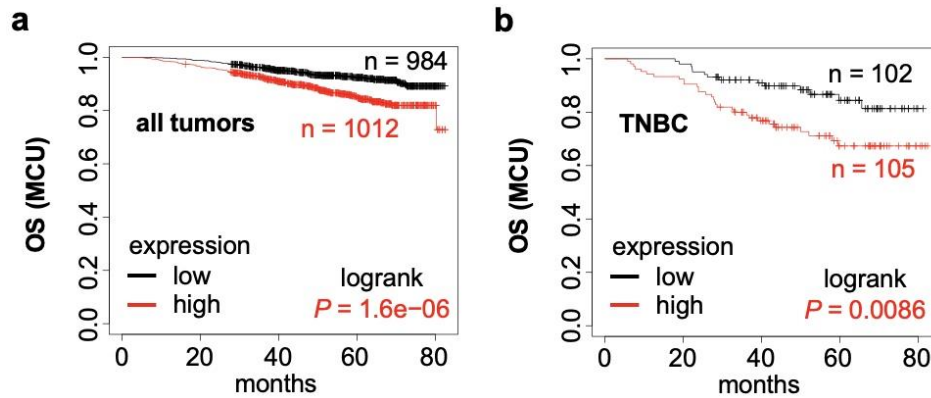 a
OS (MCU)
1.0
0.8
0.6
0.4
0.2
0.0
n = 984
all tumors
n = 1012
expression
low
high
logrank
P = 1.6e−06
0 20 40 60 80
months
b
OS (MCU)
1.0
0.8
0.6
0.4
0.2
0.0
n = 102
TNBC
n = 105
expression
low
high
logrank
P = 0.0086
0 20 40 60 80
months